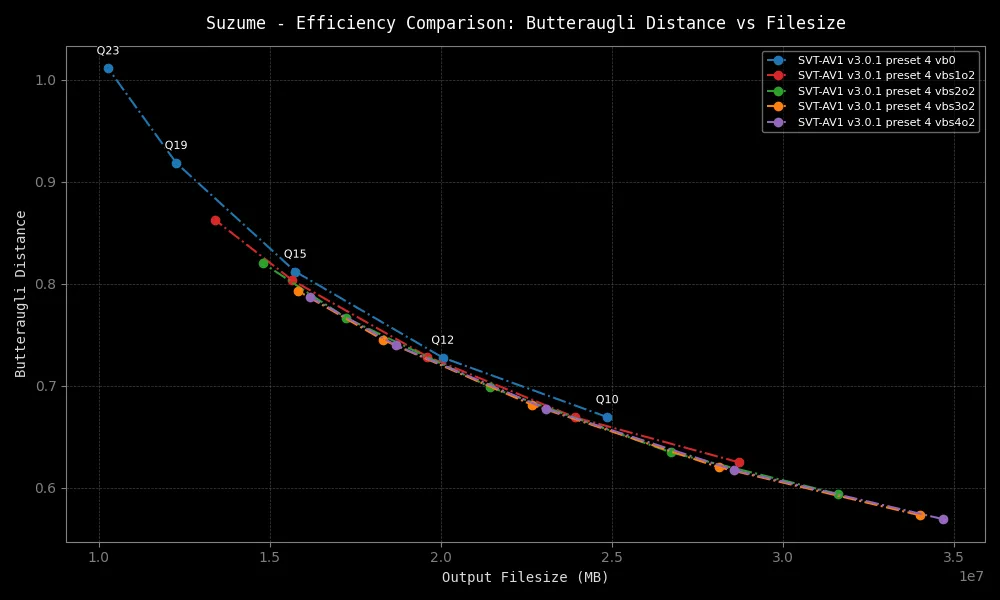 Suzume - Efficiency Comparison: Butteraugli Distance vs Filesize
SVT-AV1 v3.0.1 preset 4 vb0
SVT-AV1 v3.0.1 preset 4 vbs1o2
SVT-AV1 v3.0.1 preset 4 vbs2o2
SVT-AV1 v3.0.1 preset 4 vbs3o2
SVT-AV1 v3.0.1 preset 4 vbs4o2
Q23
Q19
Q15
Q12
Q10
Butteraugli Distance
1.0
0.9
0.8
0.7
0.6
1.0 1.5 2.0 2.5 3.0 3.5
1e7
Output Filesize (MB)